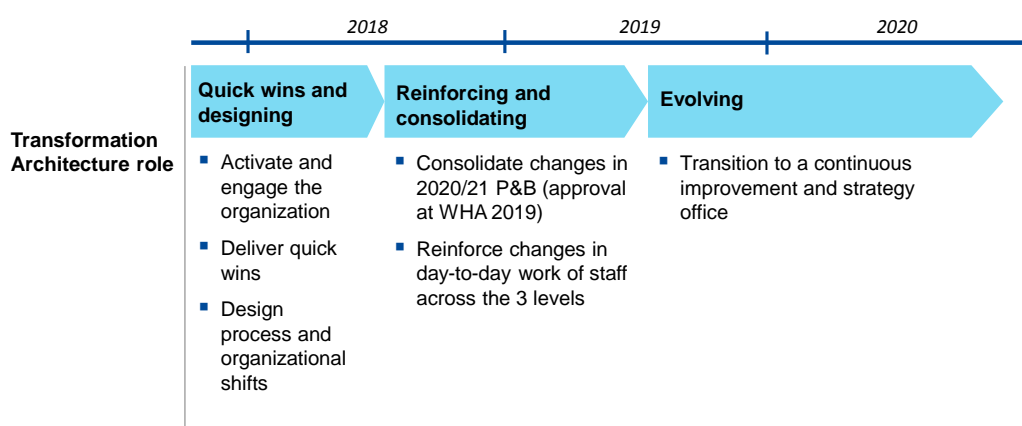 2018
2019
2020
Transformation
Architecture role
Quick wins and
designing
Activate and
engage the
organization
Deliver quick
wins
Design
process and
organizational
shifts
Reinforcing and
consolidating
Consolidate changes in
2020/21 P&B (approval
at WHA 2019)
Reinforce changes in
day-to-day work of staff
across the 3 levels
Evolving
Transition to a continuous
improvement and strategy
office